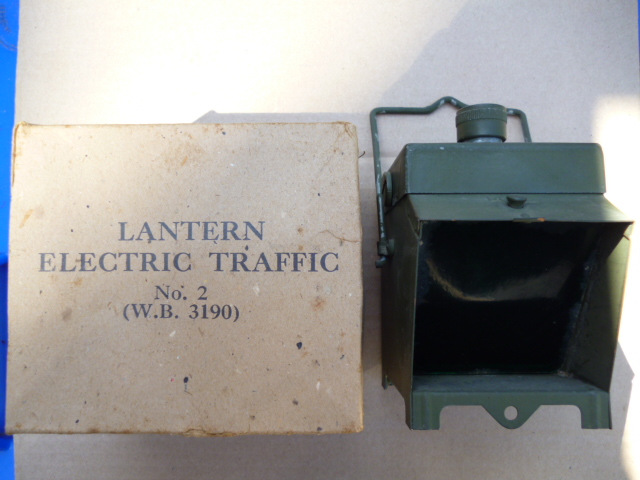 LANTERN
ELECTRIC TRAFFIC
No. 2
(W.B. 3190)